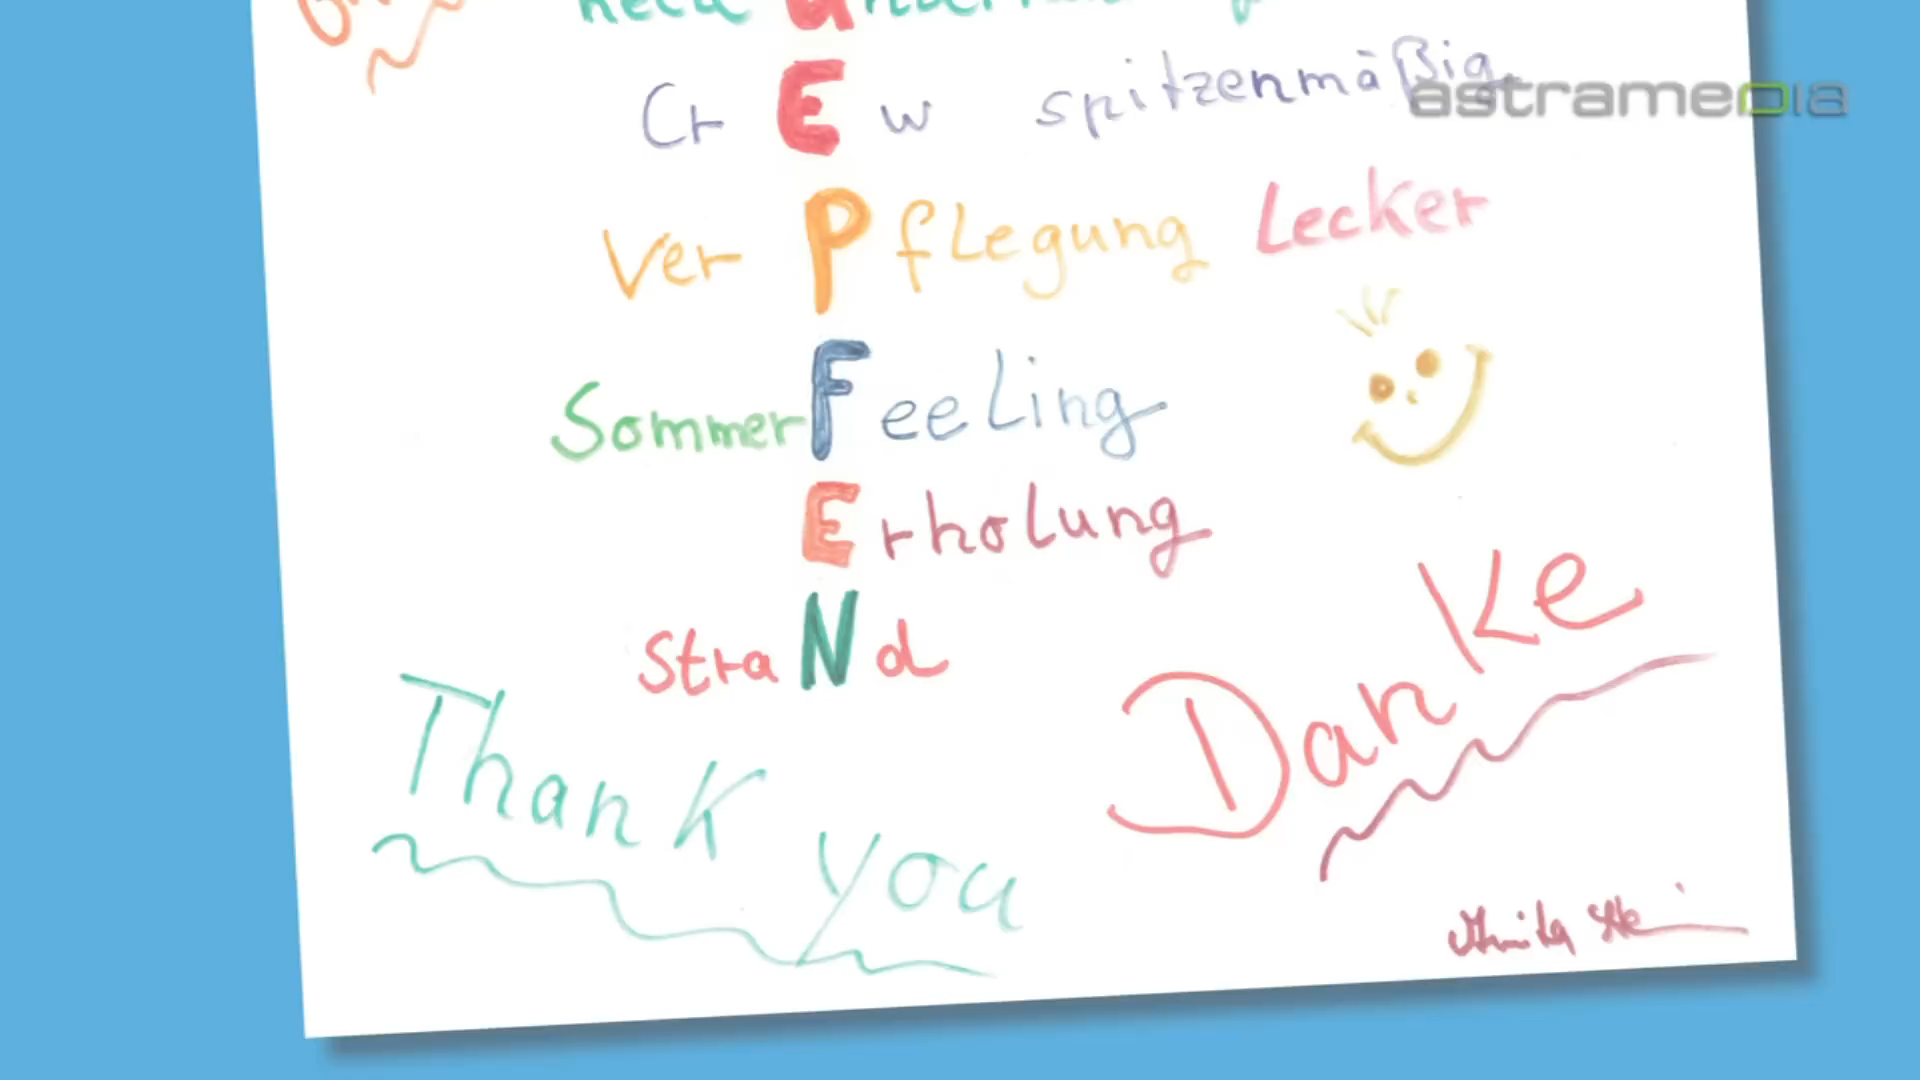 CrEw spitzenmäßig
astramedia
VerPflegung Lecker
SommerFeeling
Erholung
straNd
Danke
Thank you